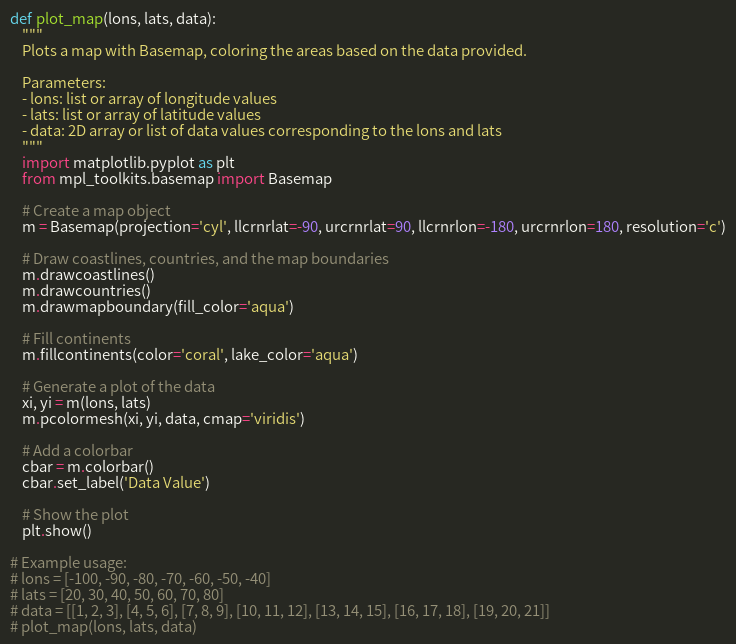 def plot_map(lons, lats, data):
    """
    Plots a map with Basemap, coloring the areas based on the data provided.

    Parameters:
    - lons: list or array of longitude values
    - lats: list or array of latitude values
    - data: 2D array or list of data values corresponding to the lons and lats
    """
    import matplotlib.pyplot as plt
    from mpl_toolkits.basemap import Basemap

    # Create a map object
    m = Basemap(projection='cyl', llcrnrlat=-90, urcrnrlat=90, llcrnrlon=-180, urcrnrlon=180, resolution='c')

    # Draw coastlines, countries, and the map boundaries
    m.drawcoastlines()
    m.drawcountries()
    m.drawmapboundary(fill_color='aqua')

    # Fill continents
    m.fillcontinents(color='coral', lake_color='aqua')

    # Generate a plot of the data
    xi, yi = m(lons, lats)
    m.pcolormesh(xi, yi, data, cmap='viridis')

    # Add a colorbar
    cbar = m.colorbar()
    cbar.set_label('Data Value')

    # Show the plot
    plt.show()

# Example usage:
# lons = [-100, -90, -80, -70, -60, -50, -40]
# lats = [20, 30, 40, 50, 60, 70, 80]
# data = [[1, 2, 3], [4, 5, 6], [7, 8, 9], [10, 11, 12], [13, 14, 15], [16, 17, 18], [19, 20, 21]]
# plot_map(lons, lats, data)